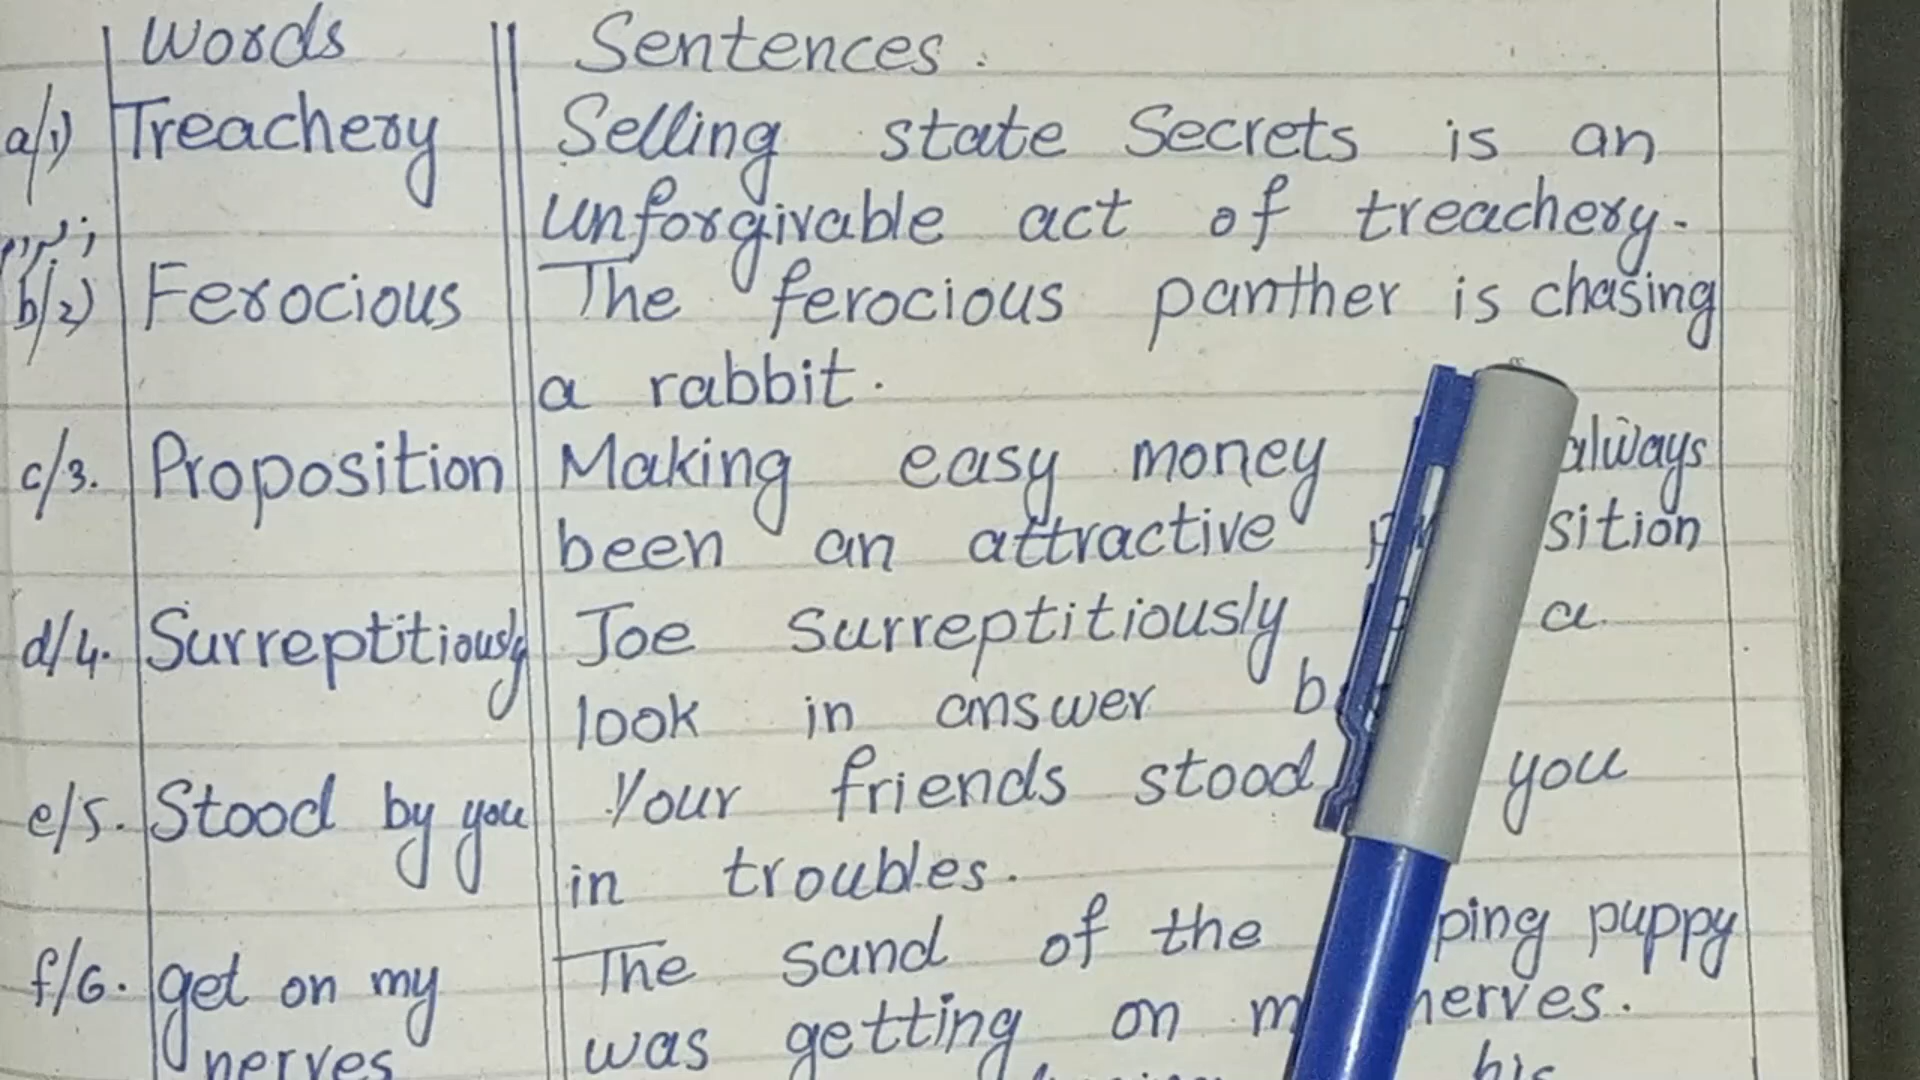 Words Sentences.
a/1) Treachery Selling state Secrets is an
unforgivable act of treachery.
b/2) Ferocious The ferocious panther is chasing
a rabbit.
c/3. Proposition Making easy money always
been an attractive sition
d/4. Surreptitiously Joe Surreptitiously a
look in answer
e/5. Stood by you Your friends stood you
in troubles.
f/6. get on my The sand of the ping puppy
nerves was getting on nerves.
his